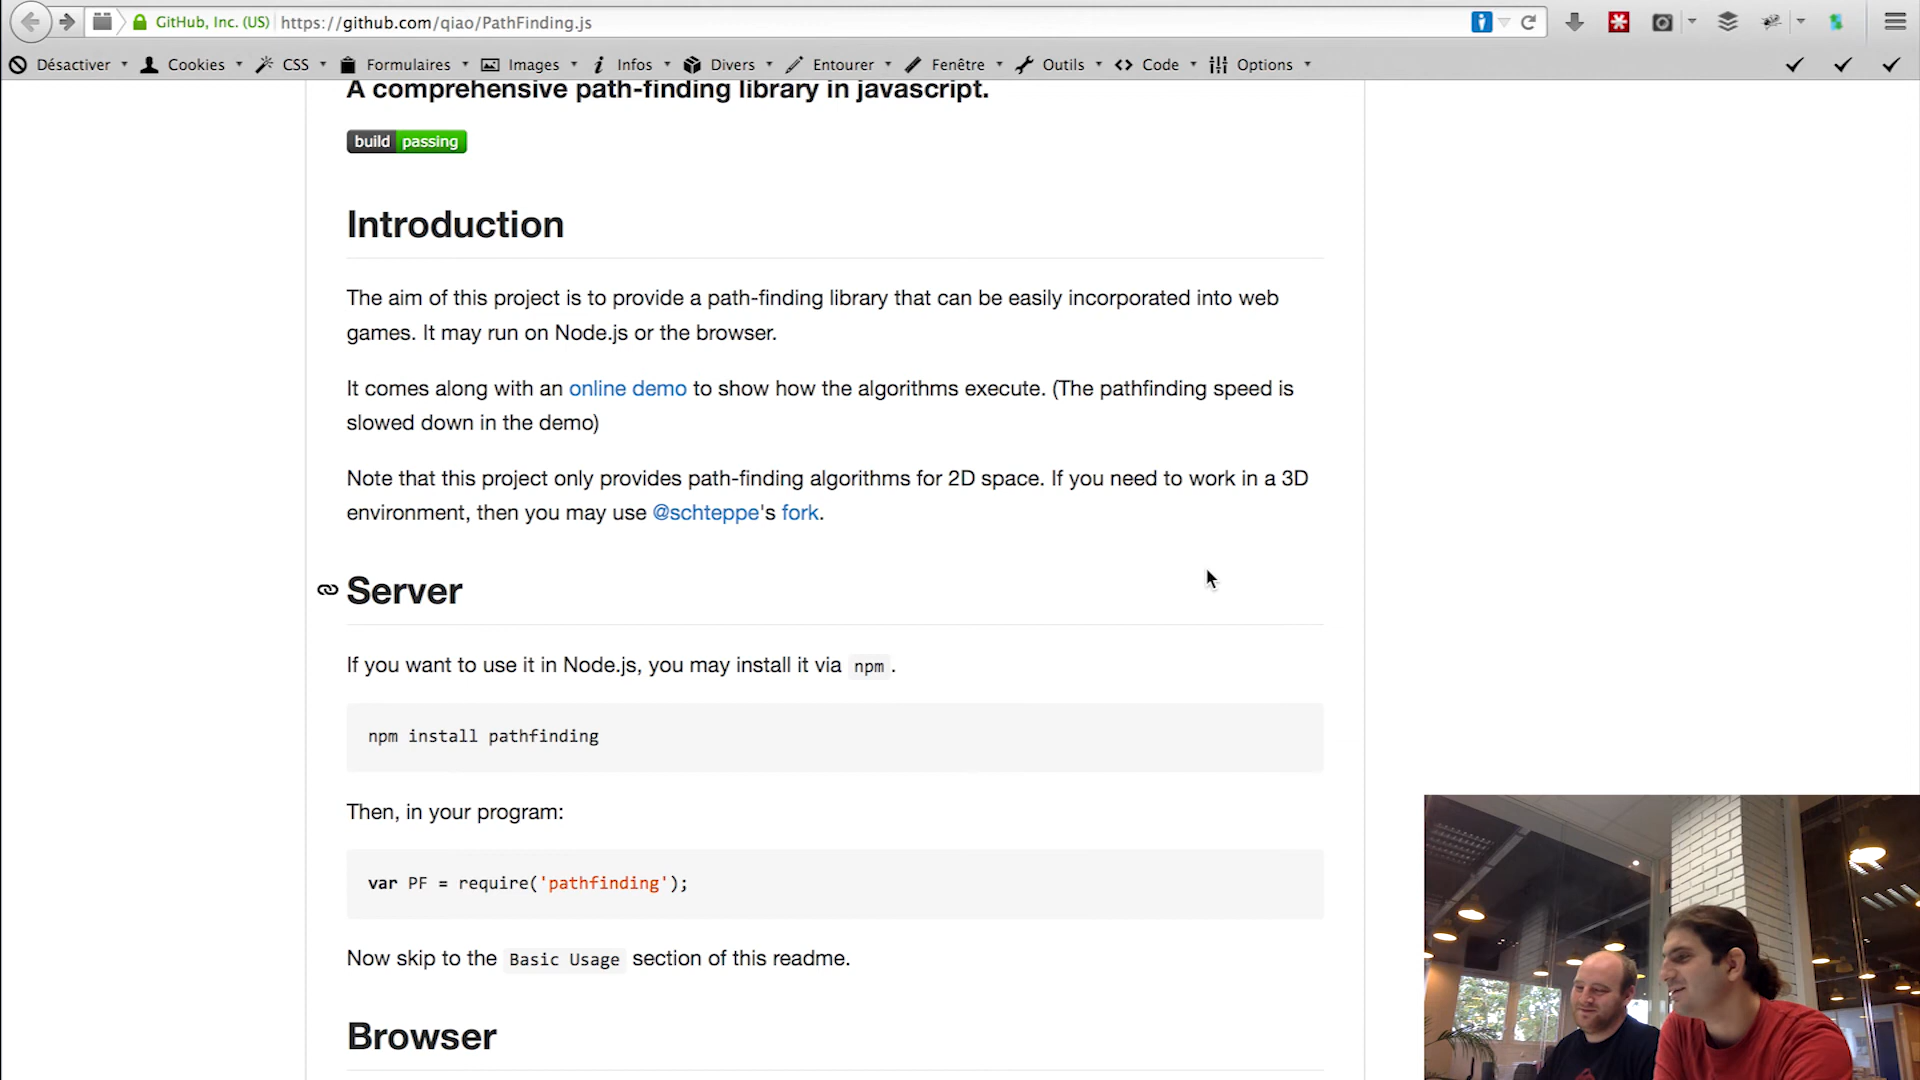 GitHub, Inc. (US) https://github.com/qiao/PathFinding.js
Désactiver Cookies CSS Formulaires Images Infos Divers Entourer Fenêtre Outils Code Options
A comprehensive path-finding library in javascript.
build passing
Introduction
The aim of this project is to provide a path-finding library that can be easily incorporated into web
games. It may run on Node.js or the browser.
It comes along with an online demo to show how the algorithms execute. (The pathfinding speed is
slowed down in the demo)
Note that this project only provides path-finding algorithms for 2D space. If you need to work in a 3D
environment, then you may use @schteppe's fork.
Server
If you want to use it in Node.js, you may install it via npm.
npm install pathfinding
Then, in your program:
var PF = require('pathfinding');
Now skip to the Basic Usage section of this readme.
Browser